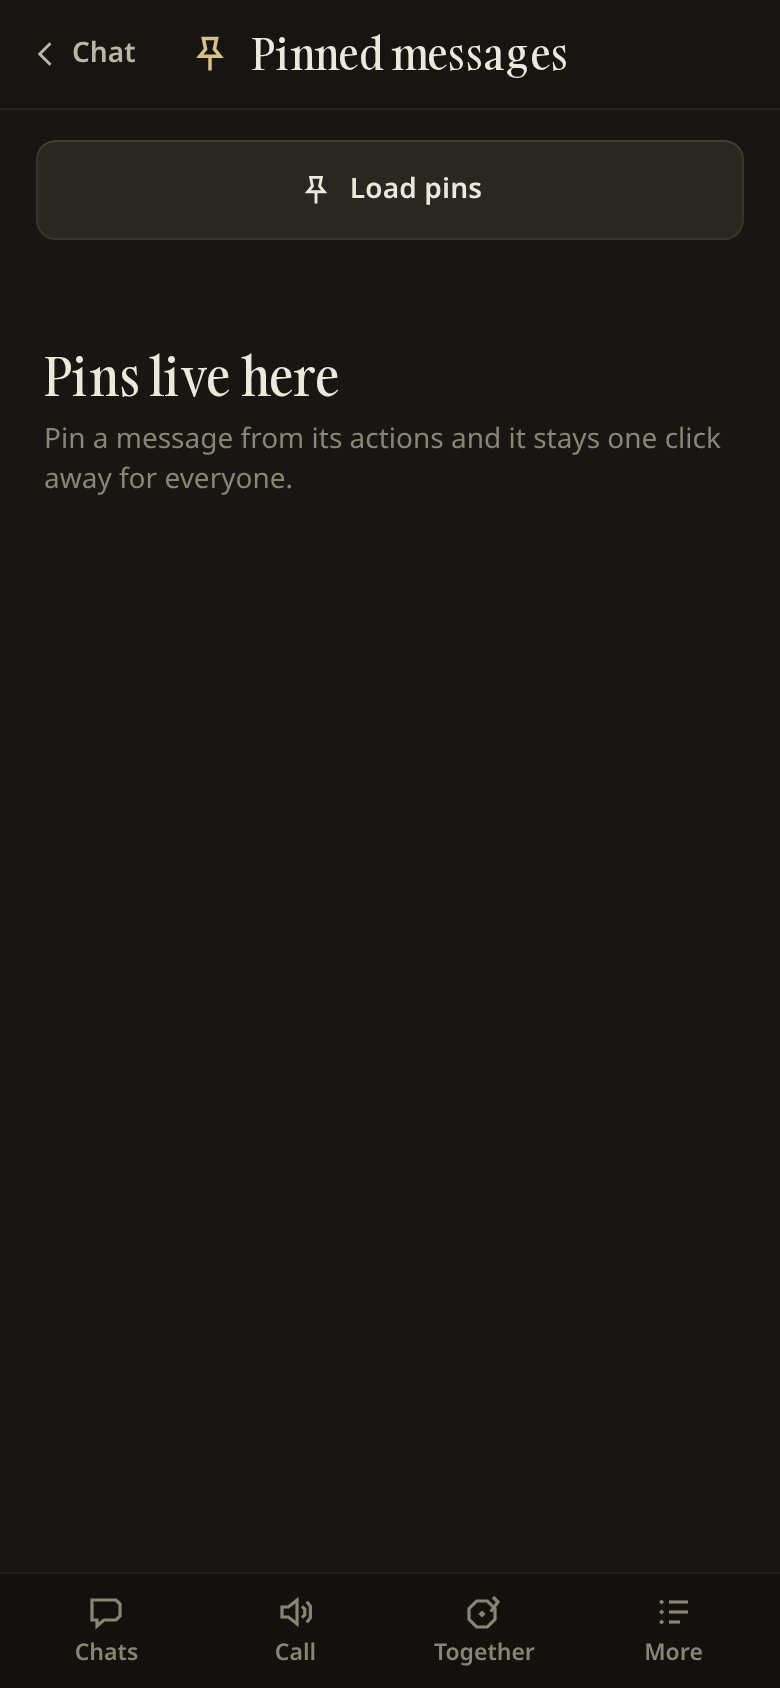 Chat
Pinned messages
Load pins
Pins live here
Pin a message from its actions and it stays one click
away for everyone.
Chats
Call
Together
More